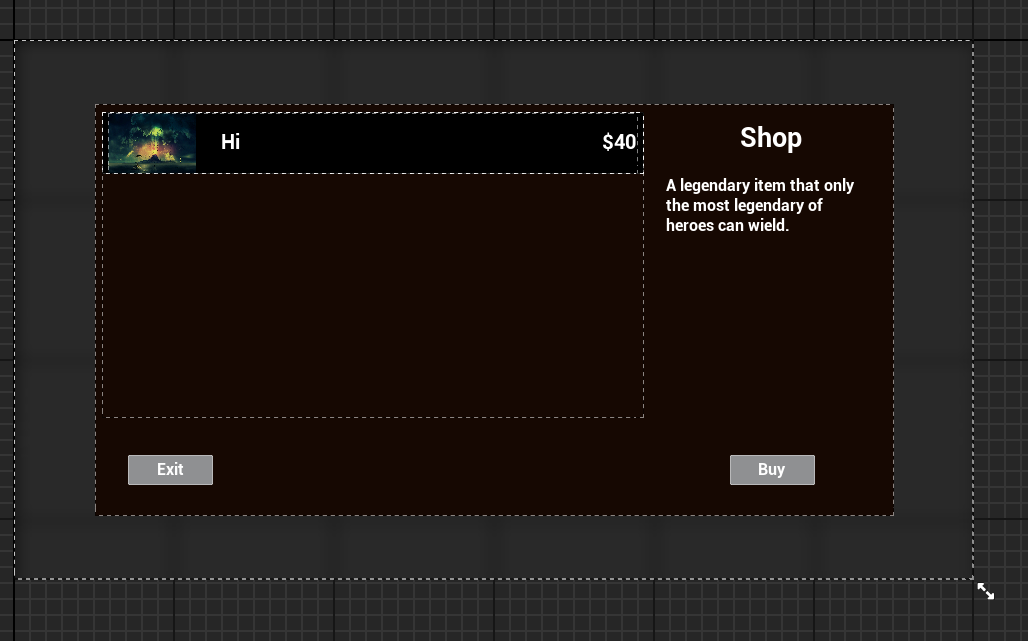 Hi
$40
Shop
A legendary item that only
the most legendary of
heroes can wield.
Exit
Buy